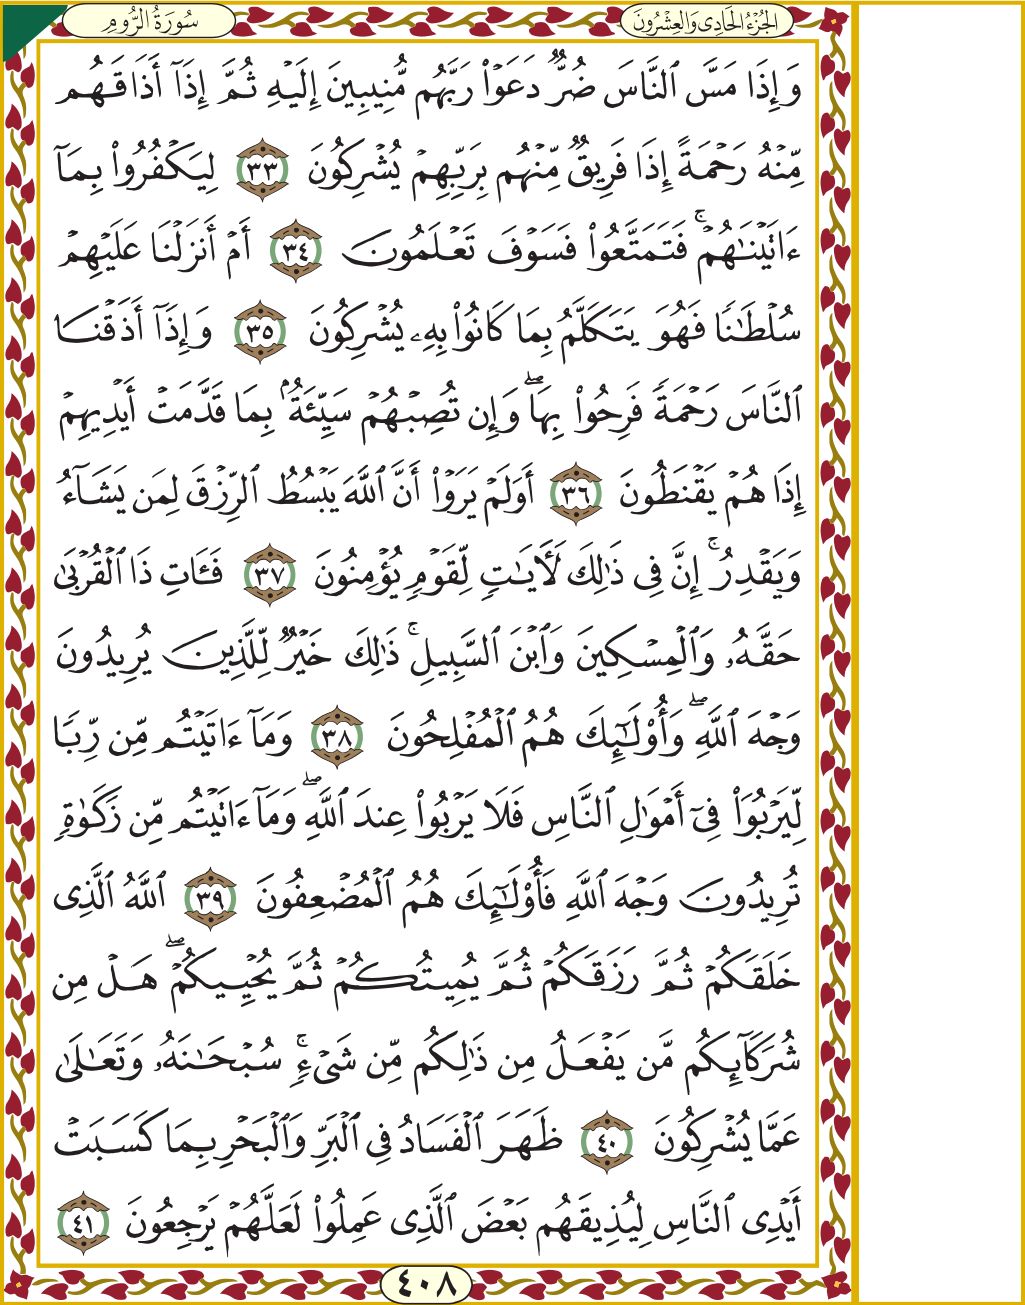 الجُزْءُ الحَادِى وَالعِشْرُونَ
سُورَةُ الرُّومِ
وَإِذَا مَسَّ ٱلنَّاسَ ضُرٌّ دَعَوْا۟ رَبَّهُم مُّنِيبِينَ إِلَيْهِ ثُمَّ إِذَآ أَذَاقَهُم
مِّنْهُ رَحْمَةً إِذَا فَرِيقٌ مِّنْهُم بِرَبِّهِمْ يُشْرِكُونَ ٣٣ لِيَكْفُرُوا۟ بِمَآ
ءَاتَيْنَـٰهُمْ ۚ فَتَمَتَّعُوا۟ فَسَوْفَ تَعْلَمُونَ ٣٤ أَمْ أَنزَلْنَا عَلَيْهِمْ
سُلْطَـٰنًا فَهُوَ يَتَكَلَّمُ بِمَا كَانُوا۟ بِهِۦ يُشْرِكُونَ ٣٥ وَإِذَآ أَذَقْنَا
ٱلنَّاسَ رَحْمَةً فَرِحُوا۟ بِهَا ۖ وَإِن تُصِبْهُمْ سَيِّئَةٌۢ بِمَا قَدَّمَتْ أَيْدِيهِمْ
إِذَا هُمْ يَقْنَطُونَ ٣٦ أَوَلَمْ يَرَوْا۟ أَنَّ ٱللَّهَ يَبْسُطُ ٱلرِّزْقَ لِمَن يَشَآءُ
وَيَقْدِرُ ۚ إِنَّ فِى ذَٰلِكَ لَـَٔايَـٰتٍ لِّقَوْمٍ يُؤْمِنُونَ ٣٧ فَـَٔاتِ ذَا ٱلْقُرْبَىٰ
حَقَّهُۥ وَٱلْمِسْكِينَ وَٱبْنَ ٱلسَّبِيلِ ۚ ذَٰلِكَ خَيْرٌ لِّلَّذِينَ يُرِيدُونَ
وَجْهَ ٱللَّهِ ۖ وَأُو۟لَـٰٓئِكَ هُمُ ٱلْمُفْلِحُونَ ٣٨ وَمَآ ءَاتَيْتُم مِّن رِّبًا
لِّيَرْبُوَا۟ فِىٓ أَمْوَٰلِ ٱلنَّاسِ فَلَا يَرْبُوا۟ عِندَ ٱللَّهِ ۖ وَمَآ ءَاتَيْتُم مِّن زَكَوٰةٍ
تُرِيدُونَ وَجْهَ ٱللَّهِ فَأُو۟لَـٰٓئِكَ هُمُ ٱلْمُضْعِفُونَ ٣٩ ٱللَّهُ ٱلَّذِى
خَلَقَكُمْ ثُمَّ رَزَقَكُمْ ثُمَّ يُمِيتُكُمْ ثُمَّ يُحْيِيكُمْ ۖ هَلْ مِن
شُرَكَآئِكُم مَّن يَفْعَلُ مِن ذَٰلِكُم مِّن شَىْءٍ ۚ سُبْحَـٰنَهُۥ وَتَعَـٰلَىٰ
عَمَّا يُشْرِكُونَ ٤٠ ظَهَرَ ٱلْفَسَادُ فِى ٱلْبَرِّ وَٱلْبَحْرِ بِمَا كَسَبَتْ
أَيْدِى ٱلنَّاسِ لِيُذِيقَهُم بَعْضَ ٱلَّذِى عَمِلُوا۟ لَعَلَّهُمْ يَرْجِعُونَ ٤١
٤٠٨